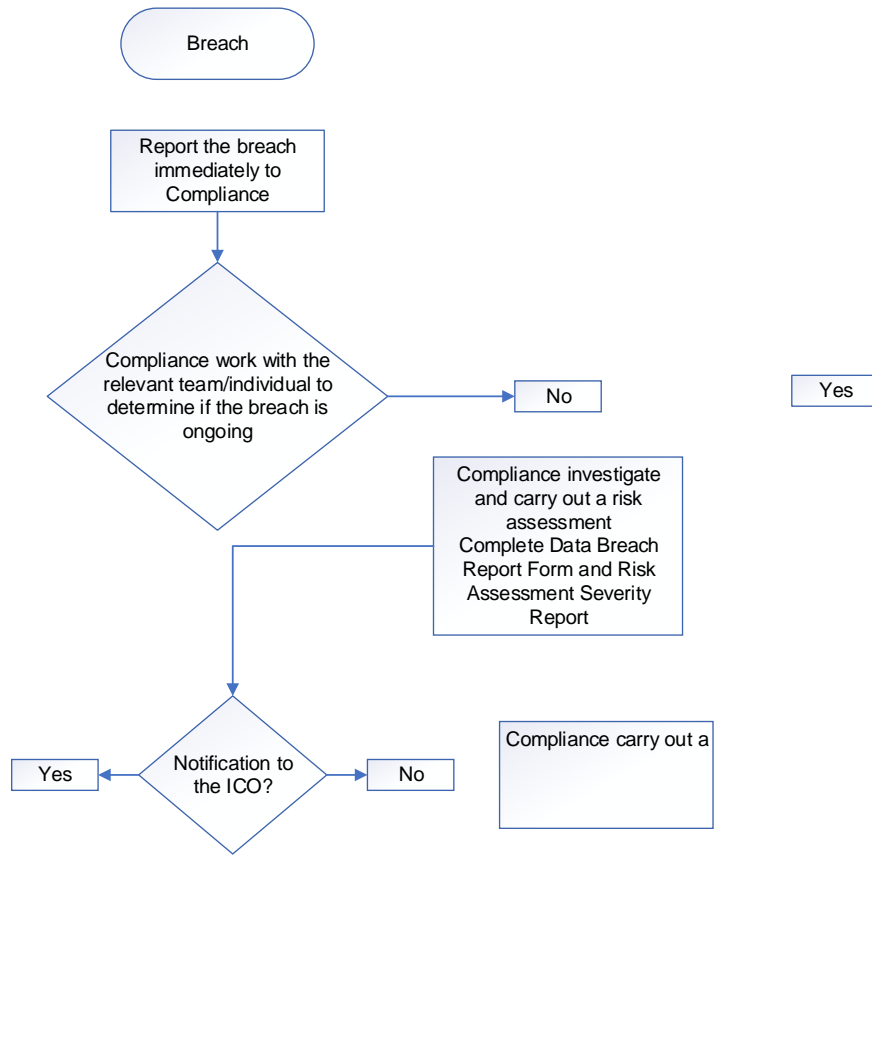 Breach
Report the breach
immediately to
Compliance
Compliance work with the
relevant team/individual to
determine if the breach is
ongoing
No
Yes
Compliance investigate
and carry out a risk
assessment
Complete Data Breach
Report Form and Risk
Assessment Severity
Report
Yes
Notification to
the ICO?
No
Compliance carry out a